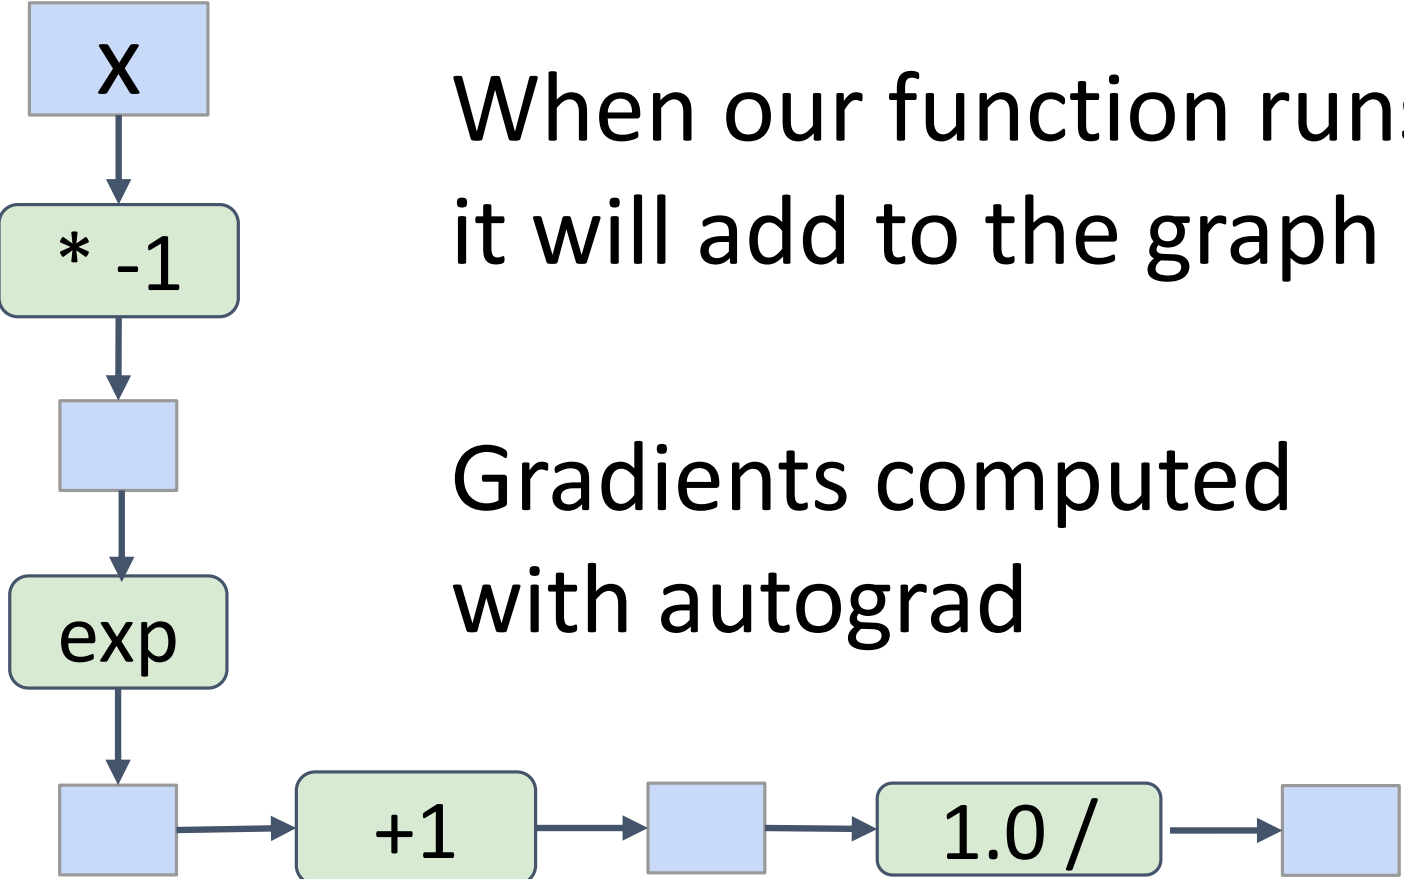 x
When our function runs
it will add to the graph
* -1
Gradients computed
with autograd
exp
+1
1.0 /